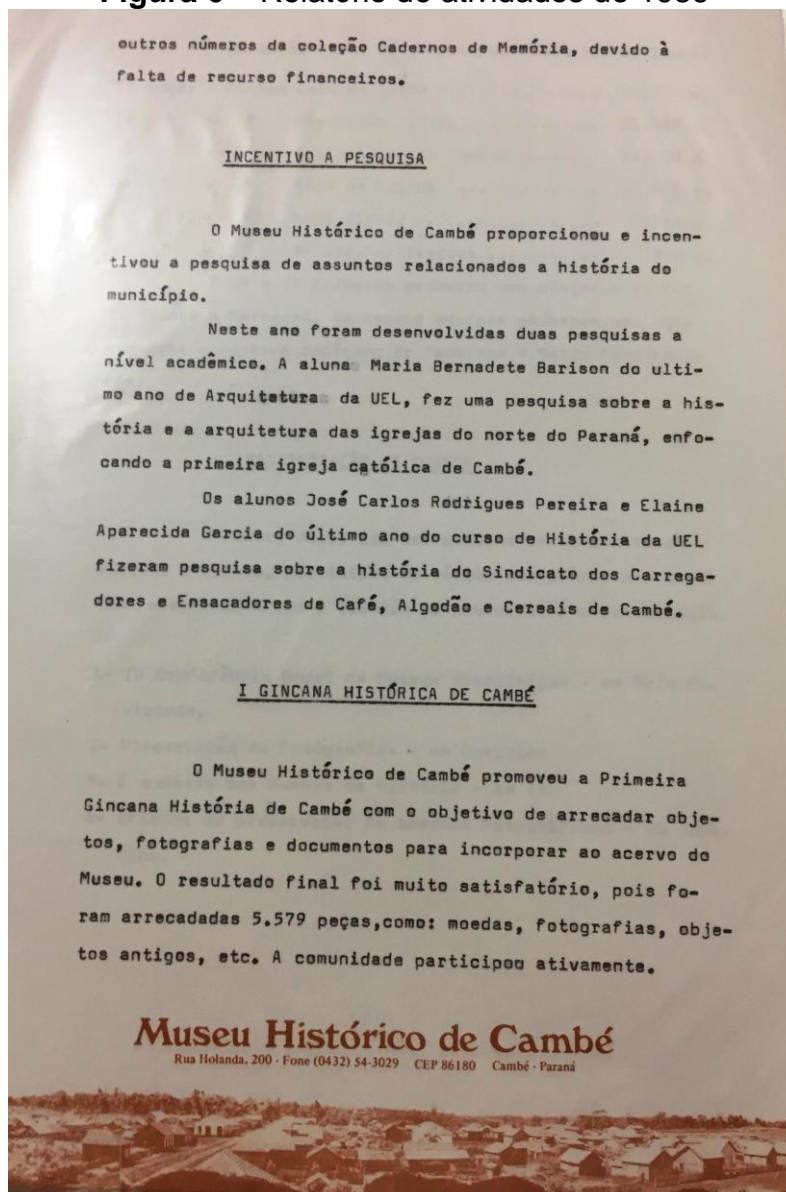 outros números da coleção Cadernos de Memória, devido à
falta de recurso financeiros.
INCENTIVO A PESQUISA
O Museu Histórico de Cambé proporcionou e incen-
tivou a pesquisa de assuntos relacionados a história do
município.
Neste ano foram desenvolvidas duas pesquisas a
nível acadêmico. A aluna Maria Bernadete Barison do ulti-
mo ano de Arquitetura da UEL, fez uma pesquisa sobre a his-
tória e a arquitetura das igrejas do norte do Paraná, enfo-
cando a primeira igreja católica de Cambé.
Os alunos José Carlos Rodrigues Pereira e Elaine
Aparecida Garcia do último ano do curso de História da UEL
fizeram pesquisa sobre a história do Sindicato dos Carrega-
dores e Ensacadores de Café, Algodão e Cereais de Cambé.
I GINCANA HISTÓRICA DE CAMBÉ
O Museu Histórico de Cambé promoveu a Primeira
Gincana História de Cambé com o objetivo de arrecadar obje-
tos, fotografias e documentos para incorporar ao acervo do
Museu. O resultado final foi muito satisfatório, pois fo-
ram arrecadadas 5.579 peças,como: moedas, fotografias, obje-
tos antigos, etc. A comunidade participou ativamente.
Museu Histórico de Cambé
Rua Holanda, 200 - Fone (0432) 54-3029 CEP 86180 Cambé - Paraná